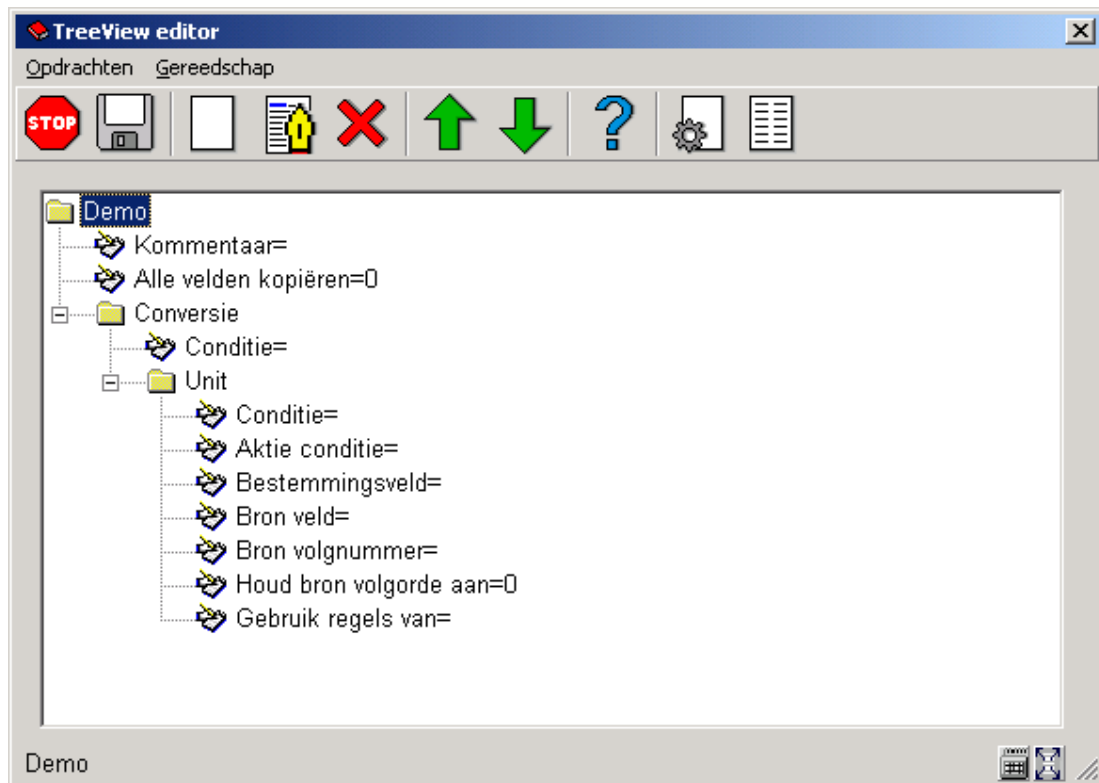 TreeView editor
Opdrachten Gereedschap
STOP
Demo
Kommentaar=
Alle velden kopiëren=0
Conversie
Conditie=
Unit
Conditie=
Aktie conditie=
Bestemmingsveld=
Bron veld=
Bron volgnummer=
Houd bron volgorde aan=0
Gebruik regels van=
Demo